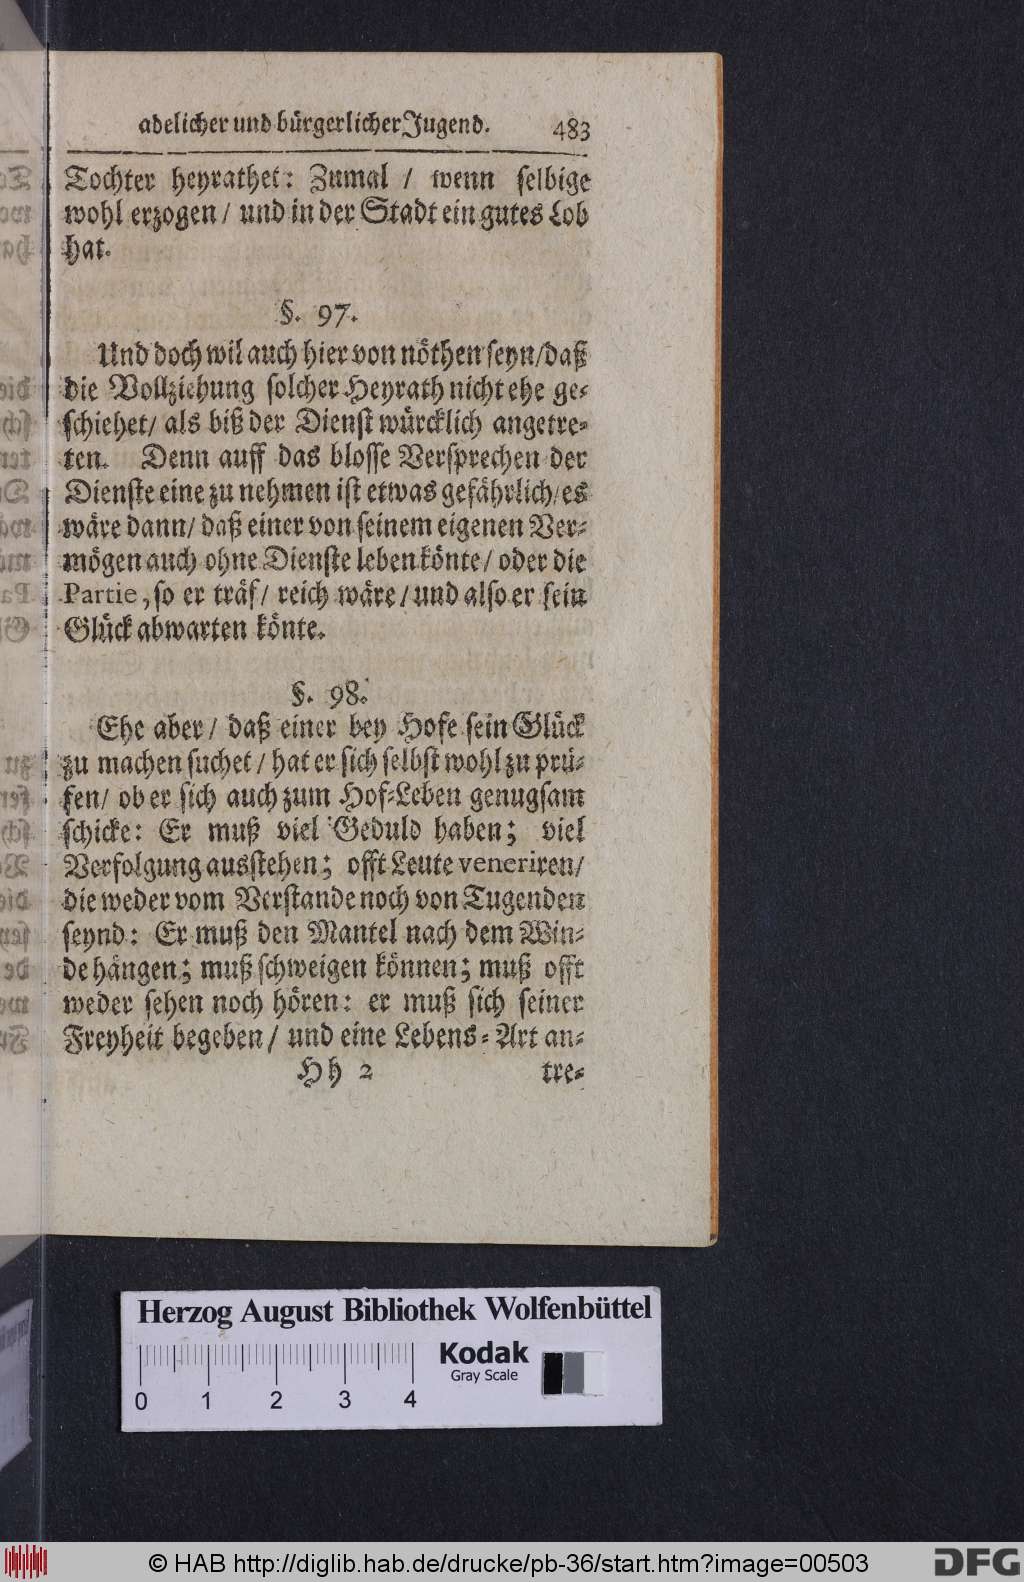 adelicher und bürgerlicher Jugend. 483
Tochter heyrathet: Zumal / wenn selbige
wohl erzogen / und in der Stadt ein gutes Lob
hat.
§. 97.
Und doch wil auch hier von nöthen seyn / daß
die Vollziehung solcher Heyrath nicht ehe ge-
schiehet / als biß der Dienst würcklich angetre-
ten. Denn auff das blosse Versprechen der
Dienste eine zu nehmen ist etwas gefährlich / es
wäre dann / daß einer von seinem eigenen Ver-
mögen auch ohne Dienste leben könte / oder die
Partie, so er träf / reich wäre / und also er sein
Glück abwarten könte.
§. 98.
Ehe aber / daß einer bey Hofe sein Glück
zu machen suchet / hat er sich selbst wohl zu prü-
fen / ob er sich auch zum Hof-Leben genugsam
schicke: Er muß viel Geduld haben; viel
Verfolgung ausstehen; offt Leute veneriren /
die weder vom Verstande noch von Tugenden
seynd: Er muß den Mantel nach dem Win-
de hängen; muß schweigen können; muß offt
weder sehen noch hören: er muß sich seiner
Freyheit begeben / und eine Lebens-Art an-
Hh 2 tre-
Herzog August Bibliothek Wolfenbüttel
Kodak
Gray Scale
0 1 2 3 4
© HAB http://diglib.hab.de/drucke/pb-36/start.htm?image=00503
DFG